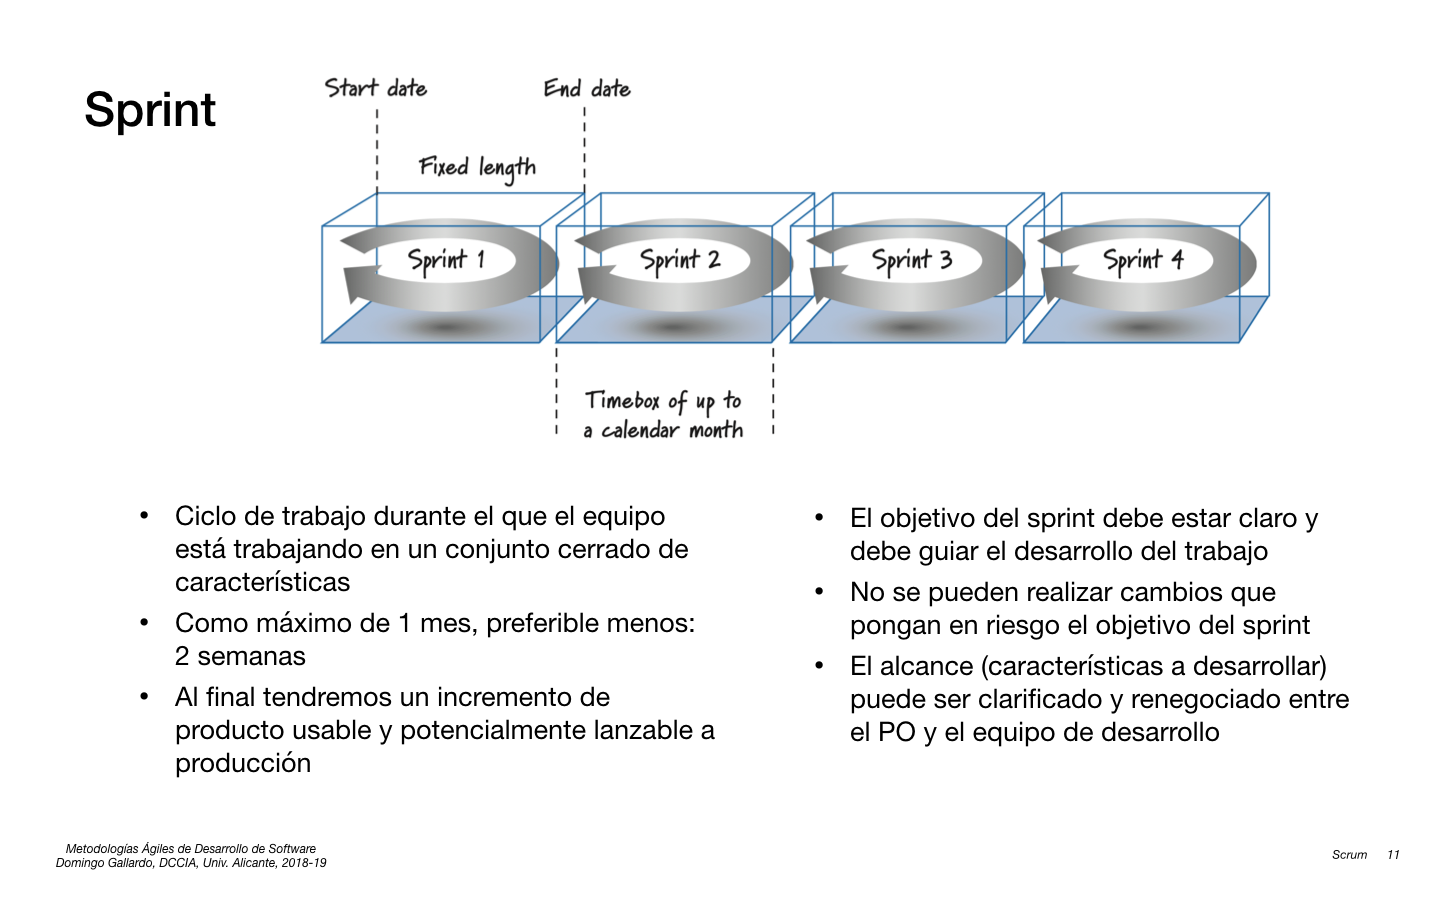 Sprint
Start date
End date
Fixed length
Sprint 1
Sprint 2
Sprint 3
Sprint 4
Timebox of up to
a calendar month
• Ciclo de trabajo durante el que el equipo
está trabajando en un conjunto cerrado de
características
• Como máximo de 1 mes, preferible menos:
2 semanas
• Al final tendremos un incremento de
producto usable y potencialmente lanzable a
producción
• El objetivo del sprint debe estar claro y
debe guiar el desarrollo del trabajo
• No se pueden realizar cambios que
pongan en riesgo el objetivo del sprint
• El alcance (características a desarrollar)
puede ser clarificado y renegociado entre
el PO y el equipo de desarrollo
Metodologías Ágiles de Desarrollo de Software
Domingo Gallardo, DCCIA, Univ. Alicante, 2018-19
Scrum 11